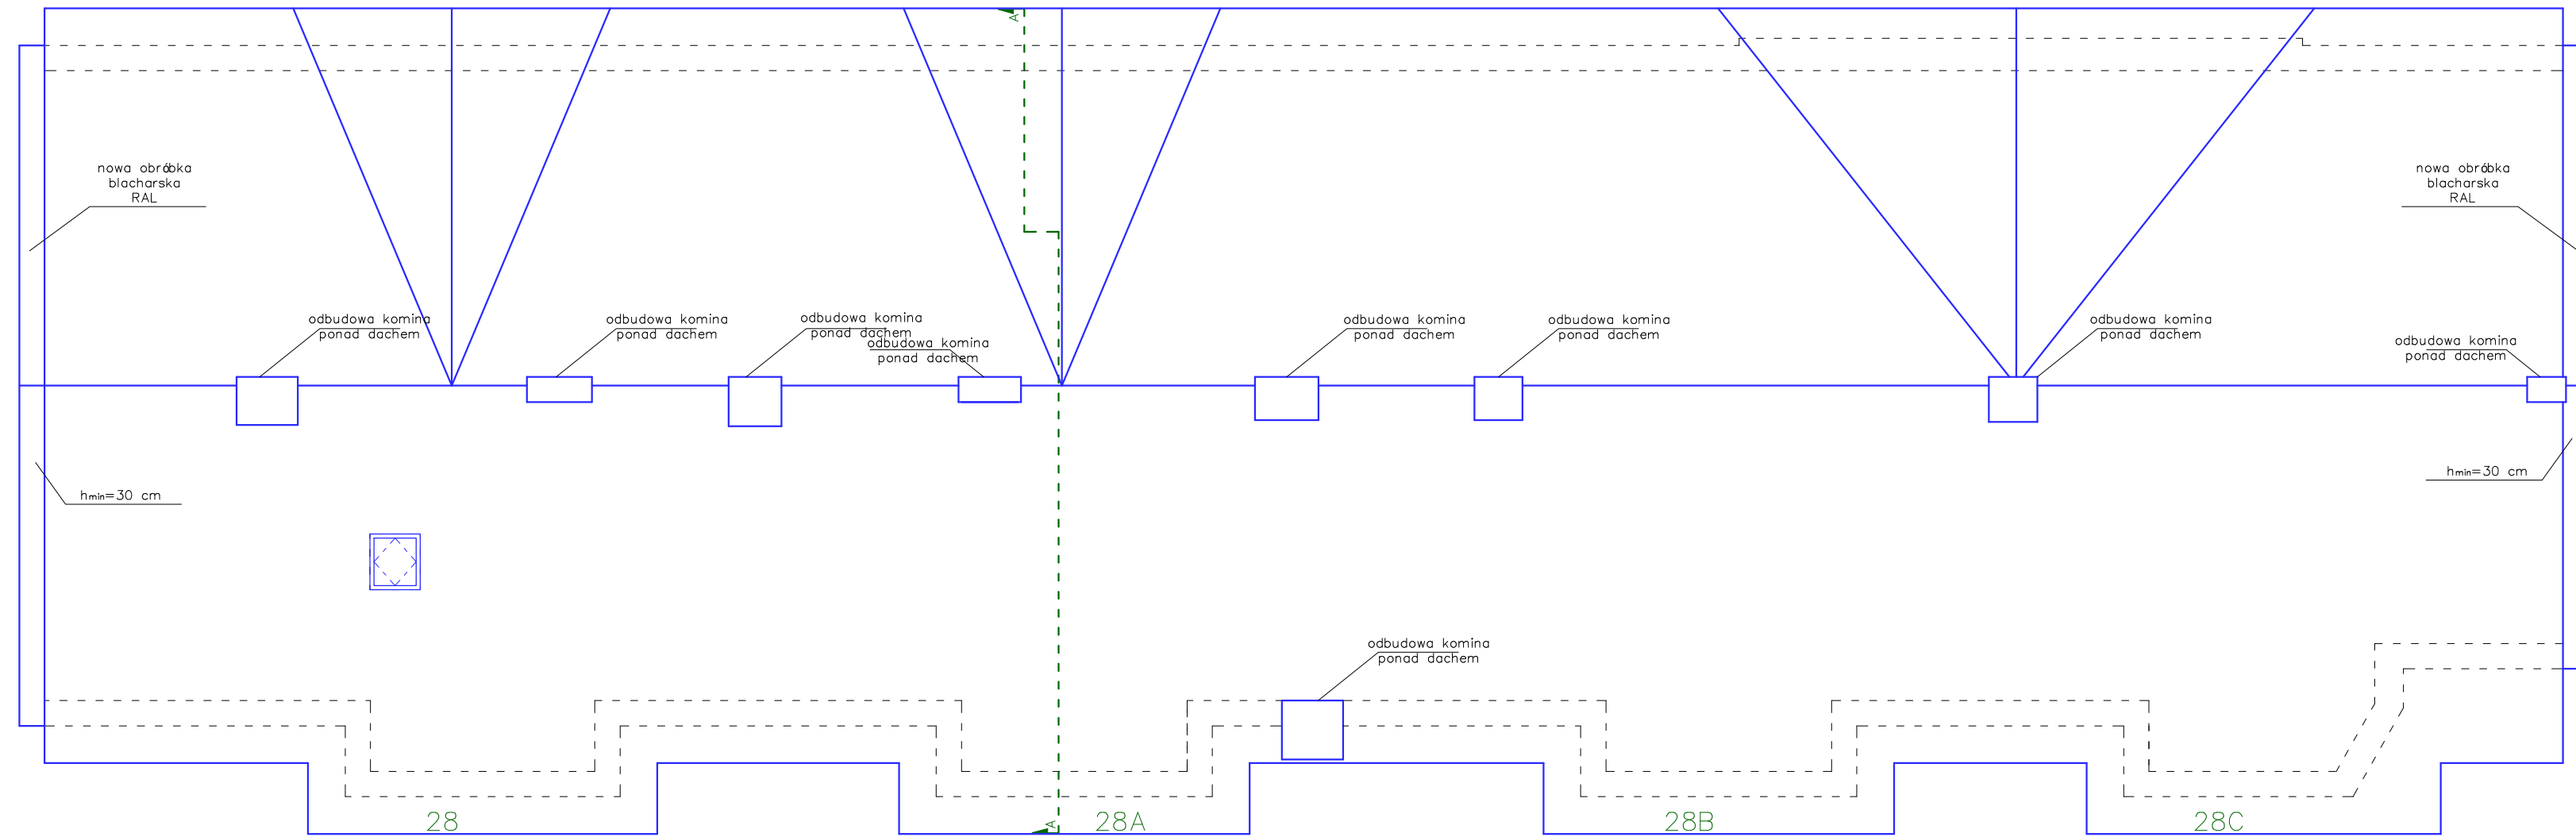 A
nowa obróbka
blacharska
RAL
nowa obróbka
blacharska
RAL
odbudowa komina
ponad dachem
odbudowa komina
ponad dachem
odbudowa komina
ponad dachem
odbudowa komina
ponad dachem
odbudowa komina
ponad dachem
odbudowa komina
ponad dachem
odbudowa komina
ponad dachem
odbudowa komina
ponad dachem
hmin=30 cm
hmin=30 cm
odbudowa komina
ponad dachem
28
A
28A
28B
28C